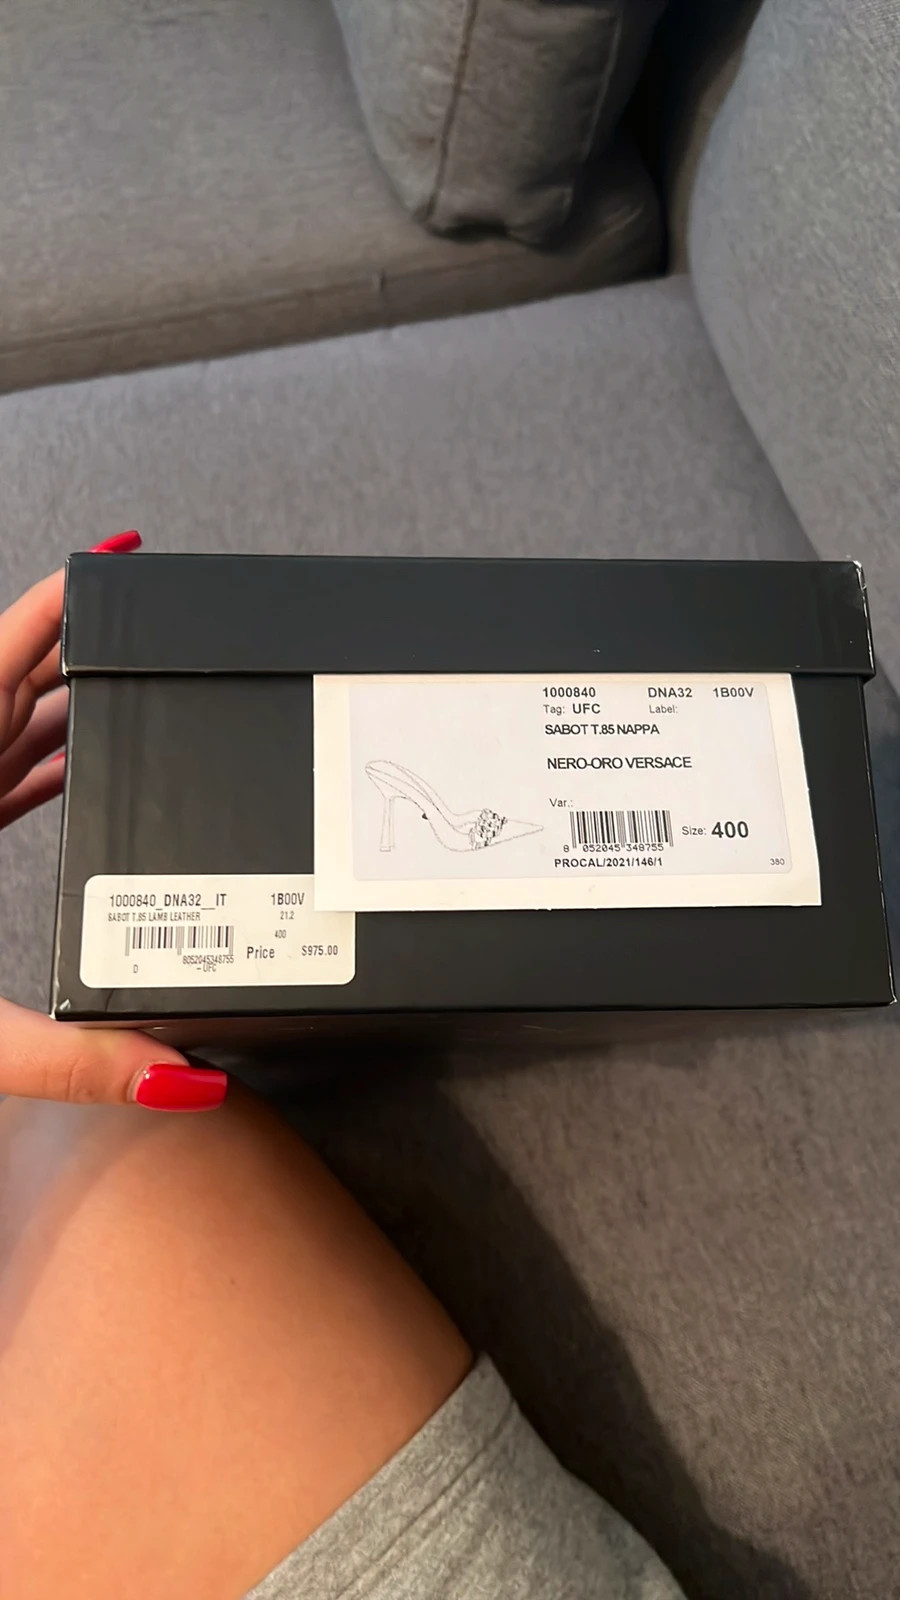 1000840 DNA32 1B00V
Tag: UFC Label:
SABOT T.85 NAPPA
NERO-ORO VERSACE
Var.:
Size: 400
8 052045 348755
PROCAL/2021/146/1
380
1000840_DNA32__IT 1B00V
SABOT T.85 LAMB LEATHER 21.2
400
Price $975.00
8052045348755
D – UFC